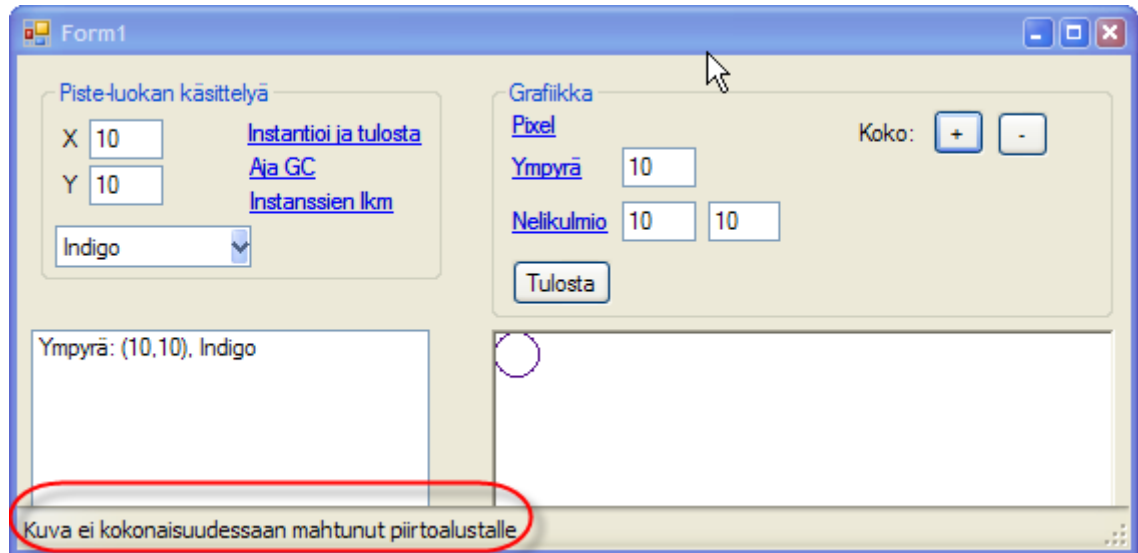 Form1
Piste-luokan käsittelyä
X 10
Y 10
Instantioi ja tulosta
Aja GC
Instanssien lkm
Indigo
Grafiikka
Pixel
Ympyrä 10
Nelikulmio 10 10
Koko: + -
Tulosta
Ympyrä: (10,10), Indigo
Kuva ei kokonaisuudessaan mahtunut piirtoalustalle